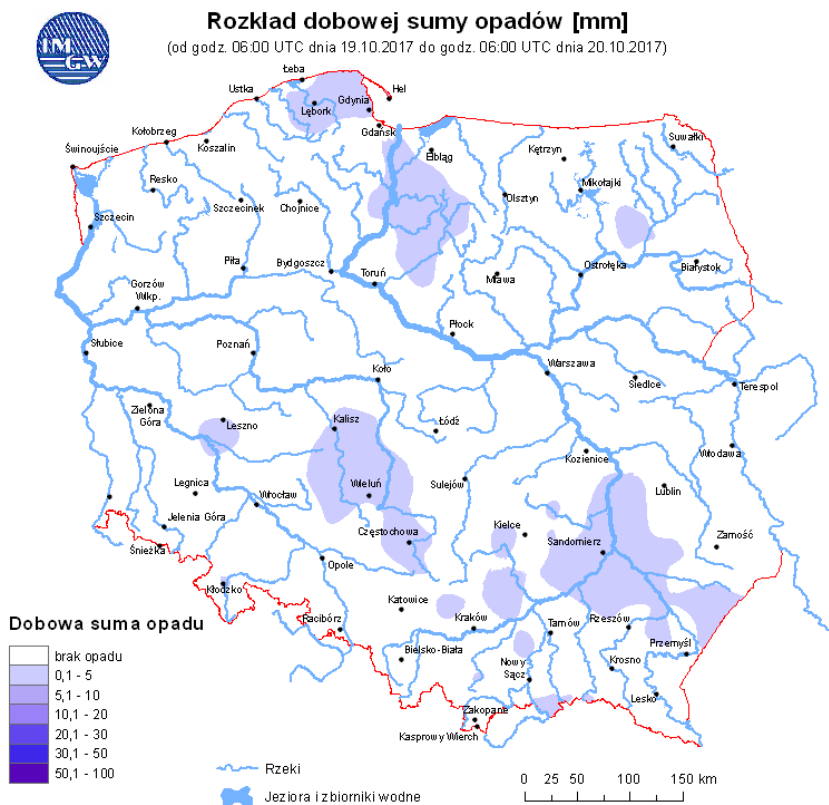 Rozkład dobowej sumy opadów [mm]
(od godz. 06:00 UTC dnia 19.10.2017 do godz. 06:00 UTC dnia 20.10.2017)
IM
GW
Łeba
Ustka
Hel
Lębork
Gdynia
Gdańsk
Kołobrzeg
Koszalin
Suwałki
Świnoujście
Elbląg
Kętrzyn
Resko
Mikołajki
Szczecinek
Chojnice
Olsztyn
Szczecin
Piła
Bydgoszcz
Toruń
Mława
Ostrołęka
Białystok
Gorzów
Wlkp.
Płock
Słubice
Poznań
Koło
Warszawa
Siedlce
Terespol
Zielona
Góra
Leszno
Kalisz
Łódź
Kozienice
Włodawa
Legnica
Wrocław
Wieluń
Sulejów
Lublin
Jelenia Góra
Częstochowa
Kielce
Sandomierz
Zamość
Śnieżka
Opole
Kłodzko
Katowice
Racibórz
Kraków
Tarnów
Rzeszów
Przemyśl
Bielsko-Biała
Nowy
Sącz
Krosno
Lesko
Zakopane
Kasprowy Wierch
Dobowa suma opadu
brak opadu
0,1 - 5
5,1 - 10
10,1 - 20
20,1 - 30
30,1 - 50
50,1 - 100
Rzeki
Jeziora i zbiorniki wodne
0 25 50 100 150 km